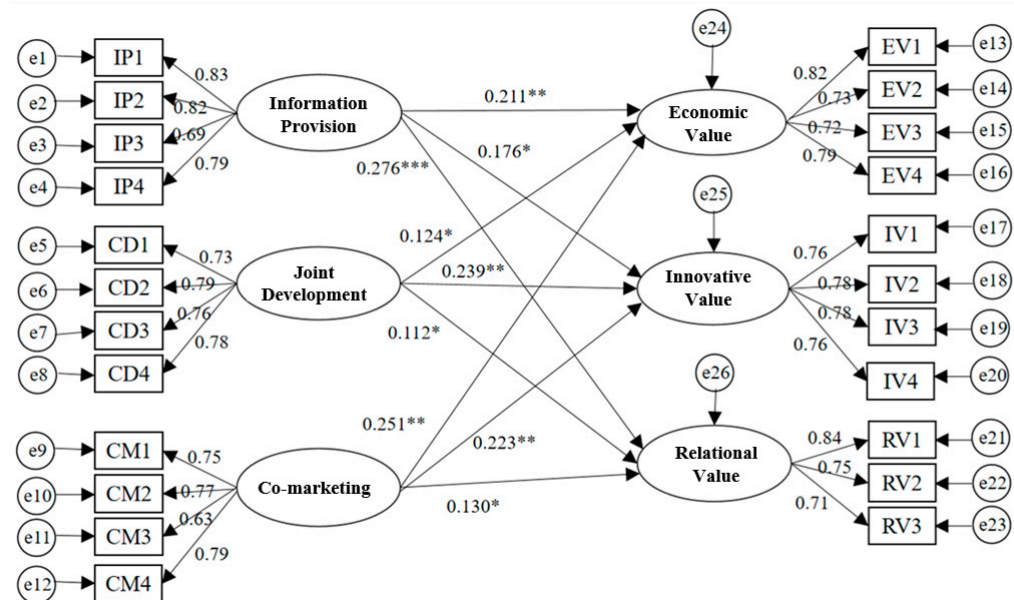 e1
IP1
0.83
e2
IP2
0.82
e3
IP3
0.69
e4
IP4
0.79
Information
Provision
e5
CD1
0.73
e6
CD2
0.79
e7
CD3
0.76
e8
CD4
0.78
Joint
Development
e9
CM1
0.75
e10
CM2
0.77
e11
CM3
0.63
e12
CM4
0.79
Co-marketing
0.211**
0.176*
0.276***
0.124*
0.239**
0.112*
0.251**
0.223**
0.130*
e24
Economic
Value
0.82
EV1
e13
0.73
EV2
e14
0.72
EV3
e15
0.79
EV4
e16
e25
Innovative
Value
0.76
IV1
e17
0.78
IV2
e18
0.78
IV3
e19
0.76
IV4
e20
e26
Relational
Value
0.84
RV1
e21
0.75
RV2
e22
0.71
RV3
e23